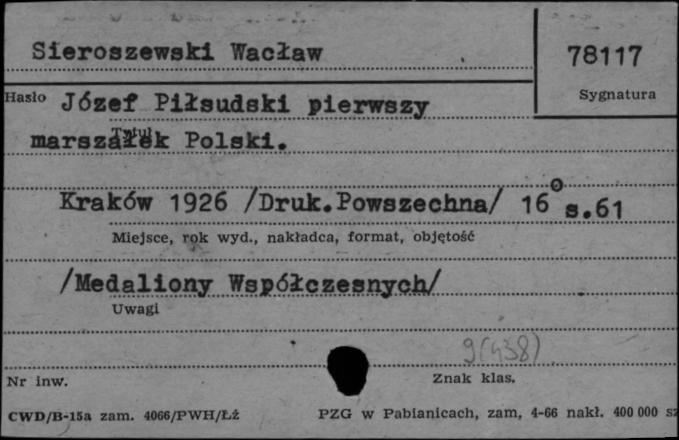 Sieroszewski Wacław
78117
Sygnatura
Hasło Józef Piłsudski pierwszy
Tytuł
marszałek Polski.
Kraków 1926 /Druk.Powszechna/ 16° s.61
Miejsce, rok wyd., nakładca, format, objętość
/Medaliony Współczesnych/
Uwagi
9(438)
Nr inw.
Znak klas.
CWD/B-15a zam. 4066/PWH/Łź
PZG w Pabianicach, zam, 4-66 nakł. 400 000 sz